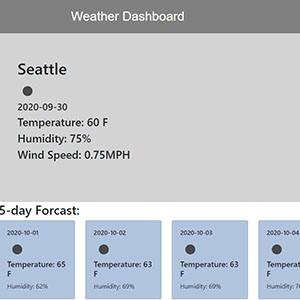 Weather Dashboard
Seattle
2020-09-30
Temperature: 60 F
Humidity: 75%
Wind Speed: 0.75MPH
5-day Forcast:
2020-10-01
Temperature: 65
F
Humidity: 62%
2020-10-02
Temperature: 63
F
Humidity: 69%
2020-10-03
Temperature: 63
F
Humidity: 69%
2020-10-04
Temperature:
F
Humidity: